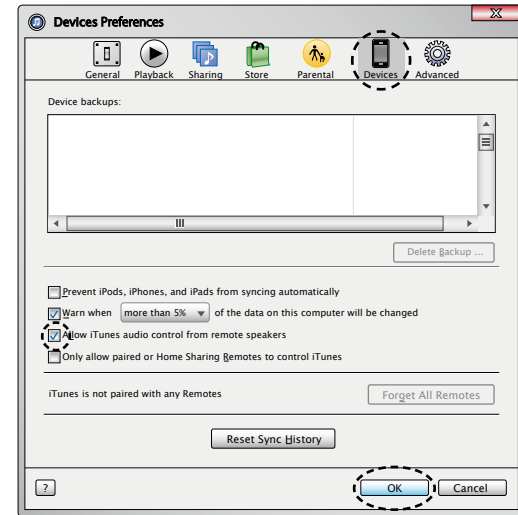 Devices Preferences
General Playback Sharing Store Parental Devices Advanced
Device backups:
Delete Backup ...
Prevent iPods, iPhones, and iPads from syncing automatically
Warn when more than 5% of the data on this computer will be changed
Allow iTunes audio control from remote speakers
Only allow paired or Home Sharing Remotes to control iTunes
iTunes is not paired with any Remotes Forget All Remotes
Reset Sync History
? OK Cancel